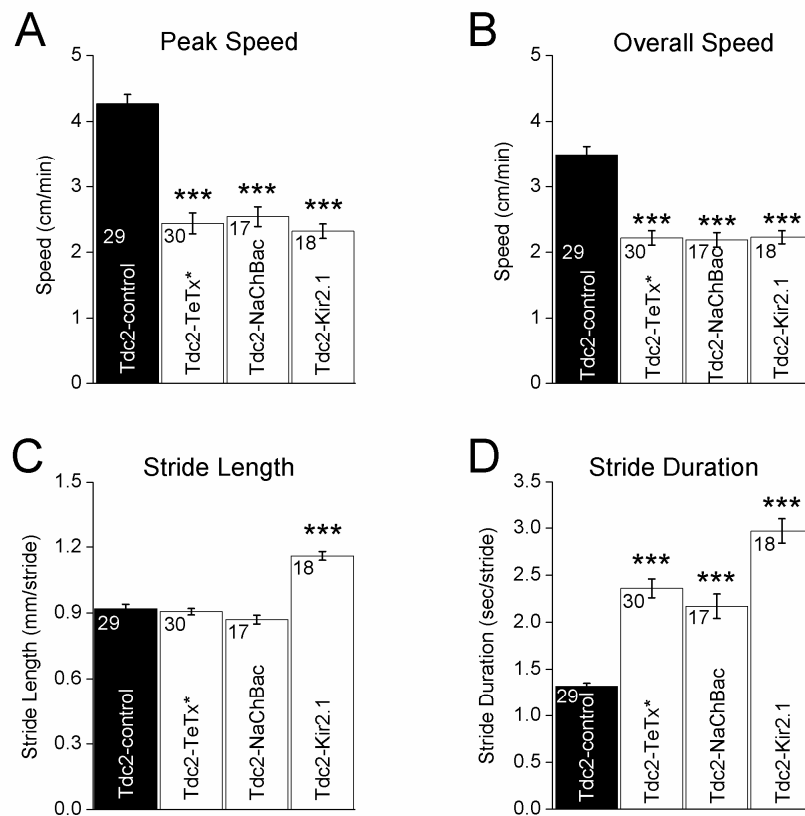 A
Peak Speed
Speed (cm/min)
5
4
3
2
1
0
***
***
***
29
30
17
18
Tdc2-control
Tdc2-TeTx*
Tdc2-NaChBac
Tdc2-Kir2.1
B
Overall Speed
Speed (cm/min)
5
4
3
2
1
0
***
***
***
29
30
17
18
Tdc2-control
Tdc2-TeTx*
Tdc2-NaChBac
Tdc2-Kir2.1
C
Stride Length
Stride Length (mm/stride)
1.5
1.2
0.9
0.6
0.3
0.0
***
29
30
17
18
Tdc2-control
Tdc2-TeTx*
Tdc2-NaChBac
Tdc2-Kir2.1
D
Stride Duration
Stride Duration (sec/stride)
3.5
3.0
2.5
2.0
1.5
1.0
0.5
0.0
***
***
***
29
30
17
18
Tdc2-control
Tdc2-TeTx*
Tdc2-NaChBac
Tdc2-Kir2.1